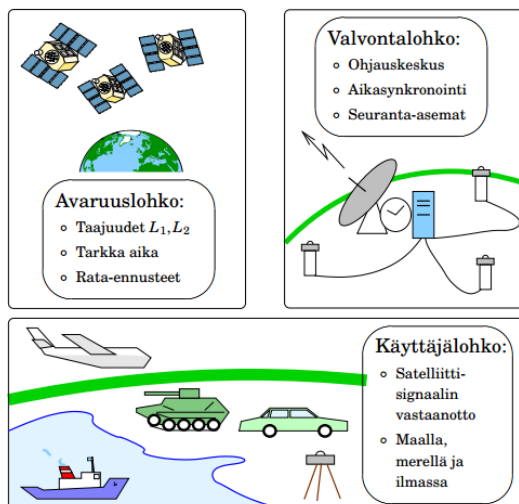 Avaruuslohko:
Taajuudet L₁,L₂
Tarkka aika
Rata-ennusteet
Valvontalohko:
Ohjauskeskus
Aikasynkronointi
Seuranta-asemat
Käyttäjälohko:
Satelliitti-
signaalin
vastaanotto
Maalla,
merellä ja
ilmassa